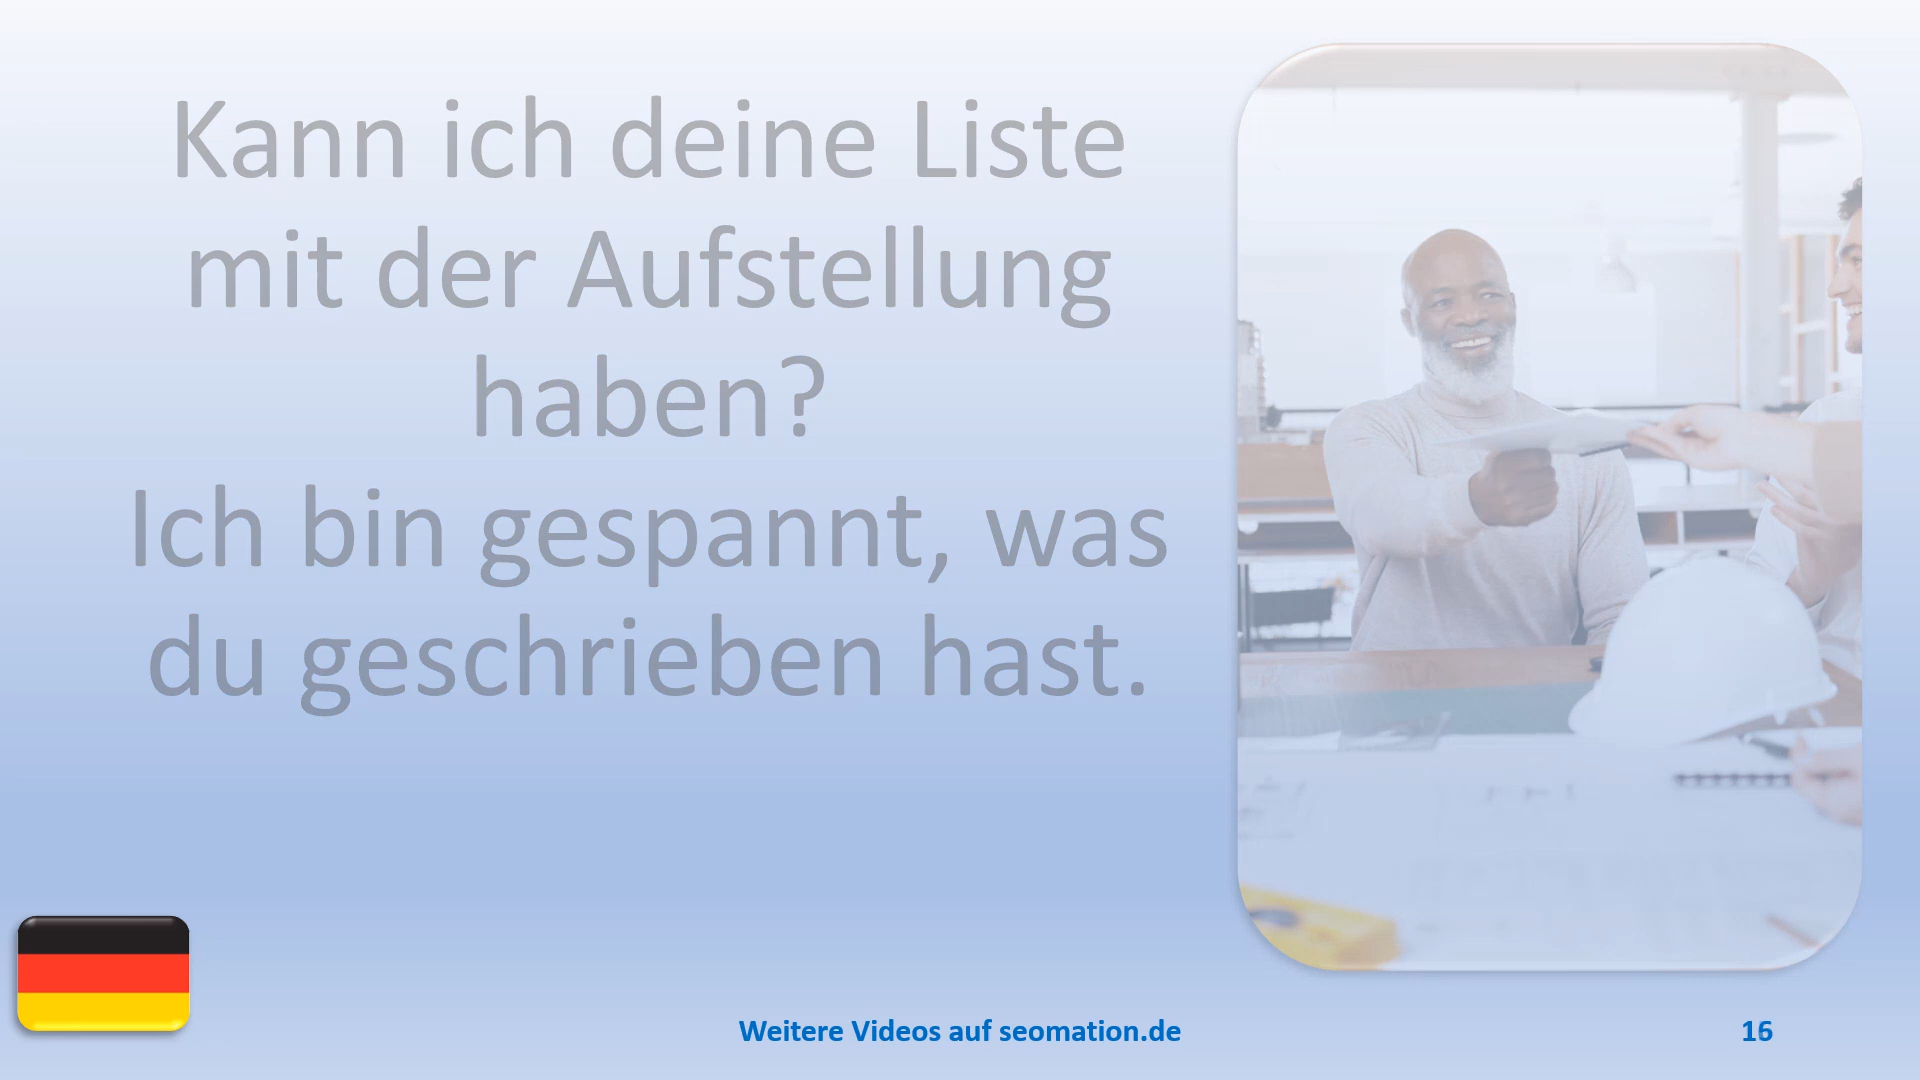 Kann ich deine Liste
mit der Aufstellung
haben?
Ich bin gespannt, was
du geschrieben hast.
Weitere Videos auf seomation.de
16